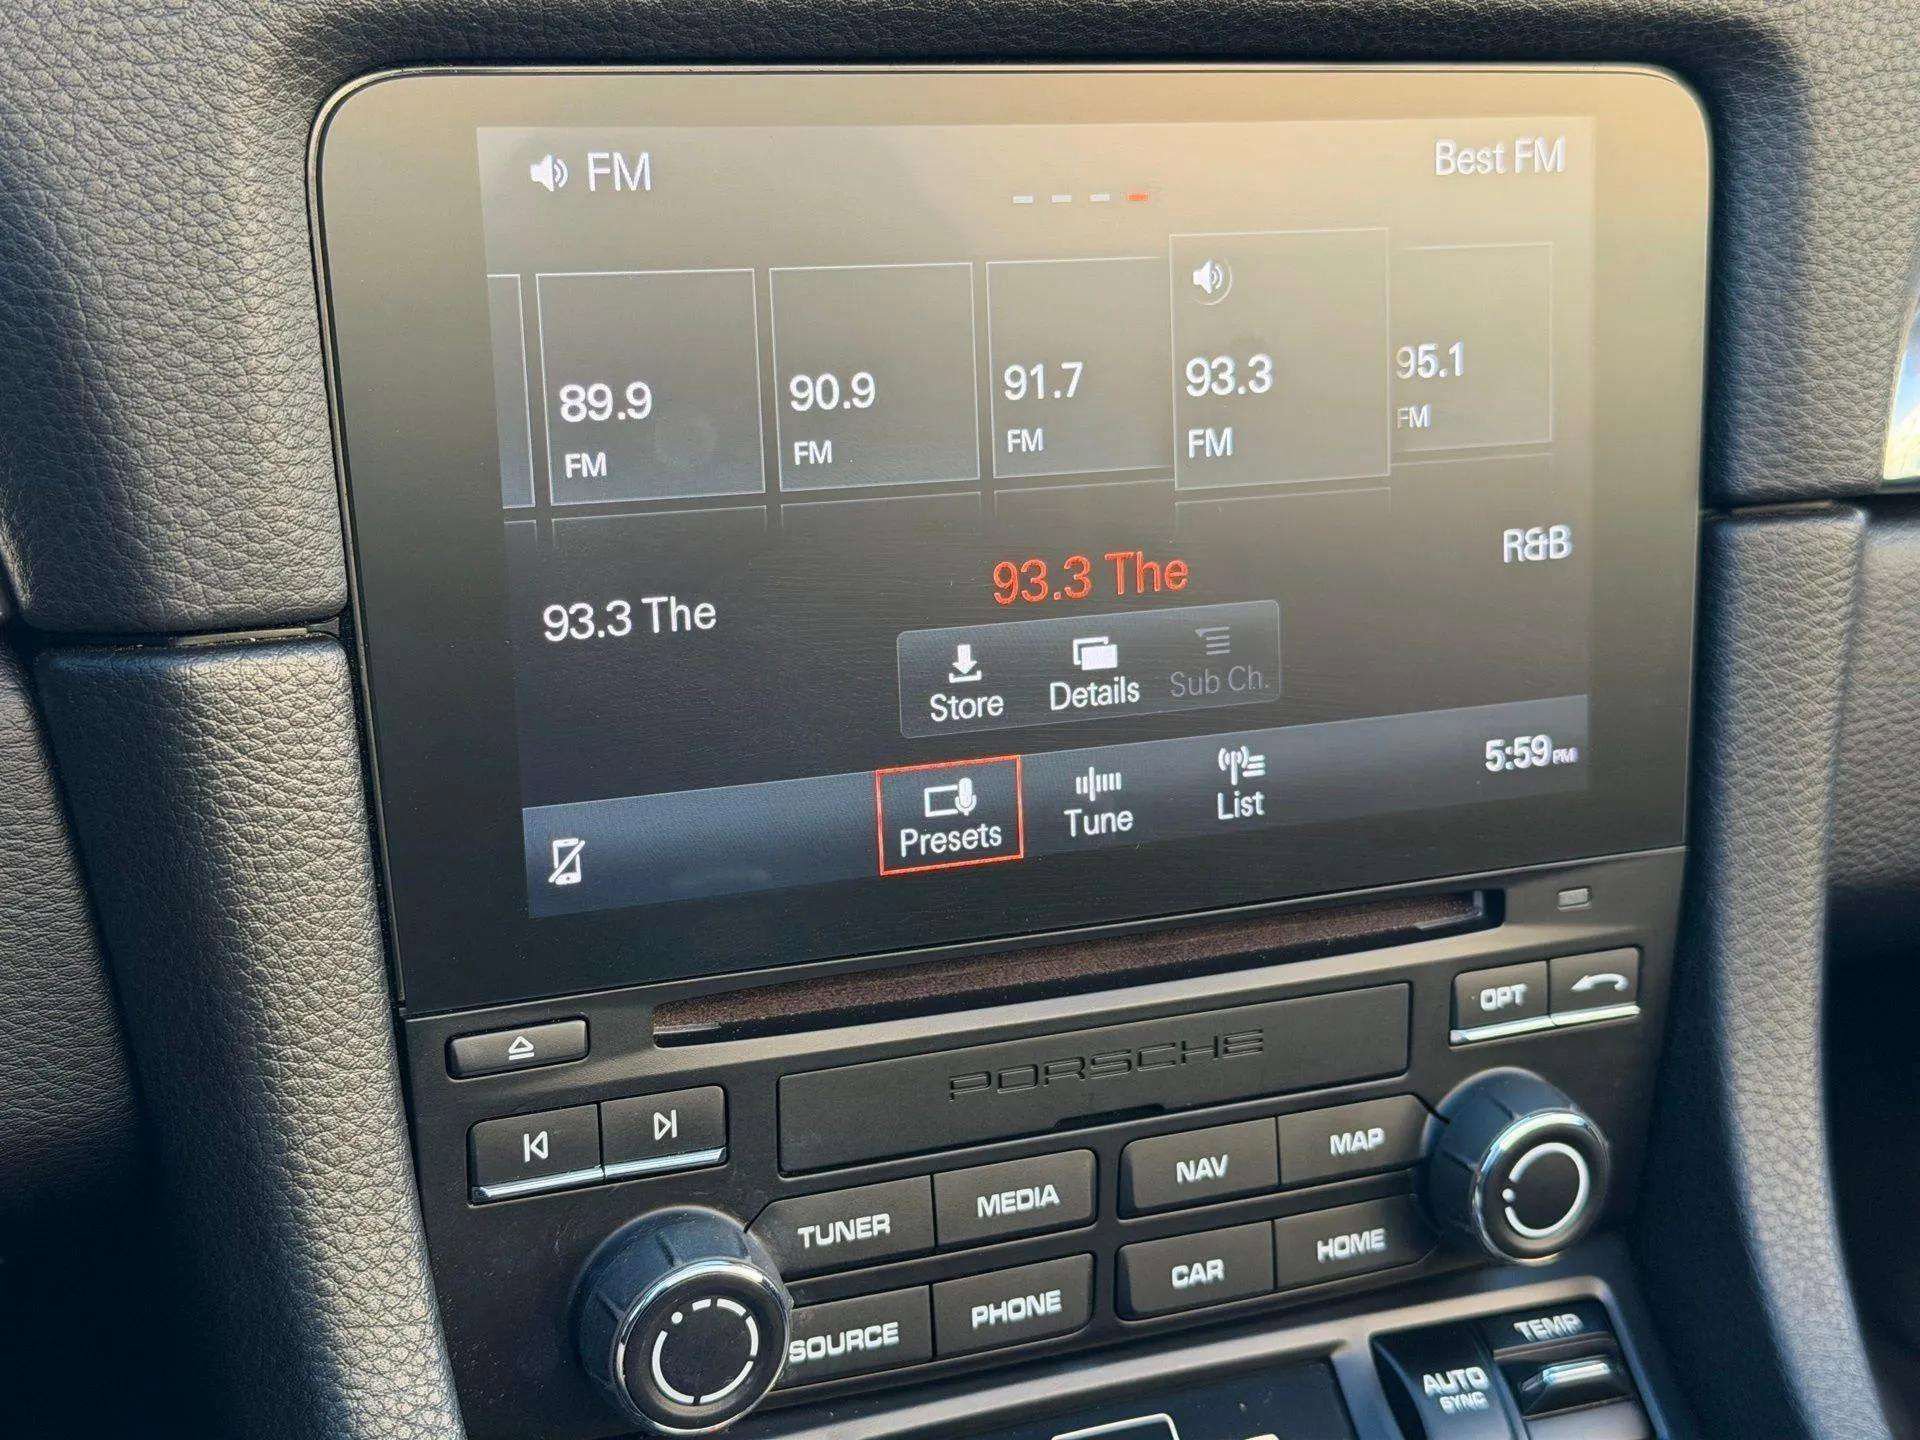 FM
Best FM
89.9
FM
90.9
FM
91.7
FM
93.3
FM
95.1
FM
93.3 The
93.3 The
R&B
Store
Details
Sub Ch.
Presets
Tune
List
5:59 PM
OPT
PORSCHE
TUNER
MEDIA
NAV
MAP
SOURCE
PHONE
CAR
HOME
AUTO
SYNC
TEMP